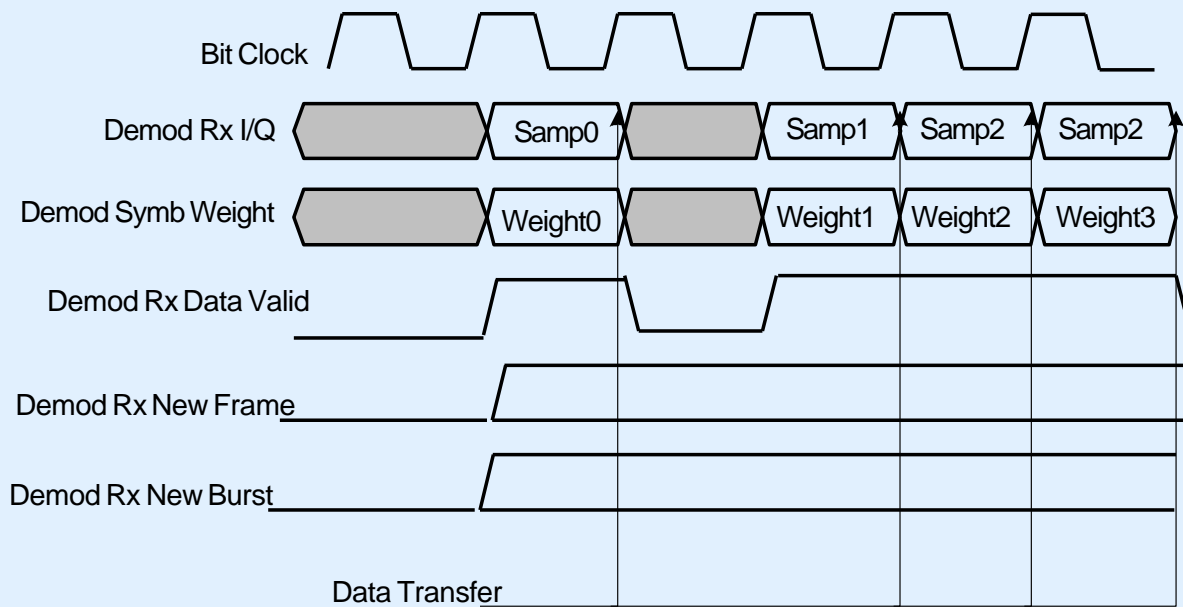 Bit Clock
Demod Rx I/Q
Samp0 Samp1 Samp2 Samp2
Demod Symb Weight
Weight0 Weight1 Weight2 Weight3
Demod Rx Data Valid
Demod Rx New Frame
Demod Rx New Burst
Data Transfer